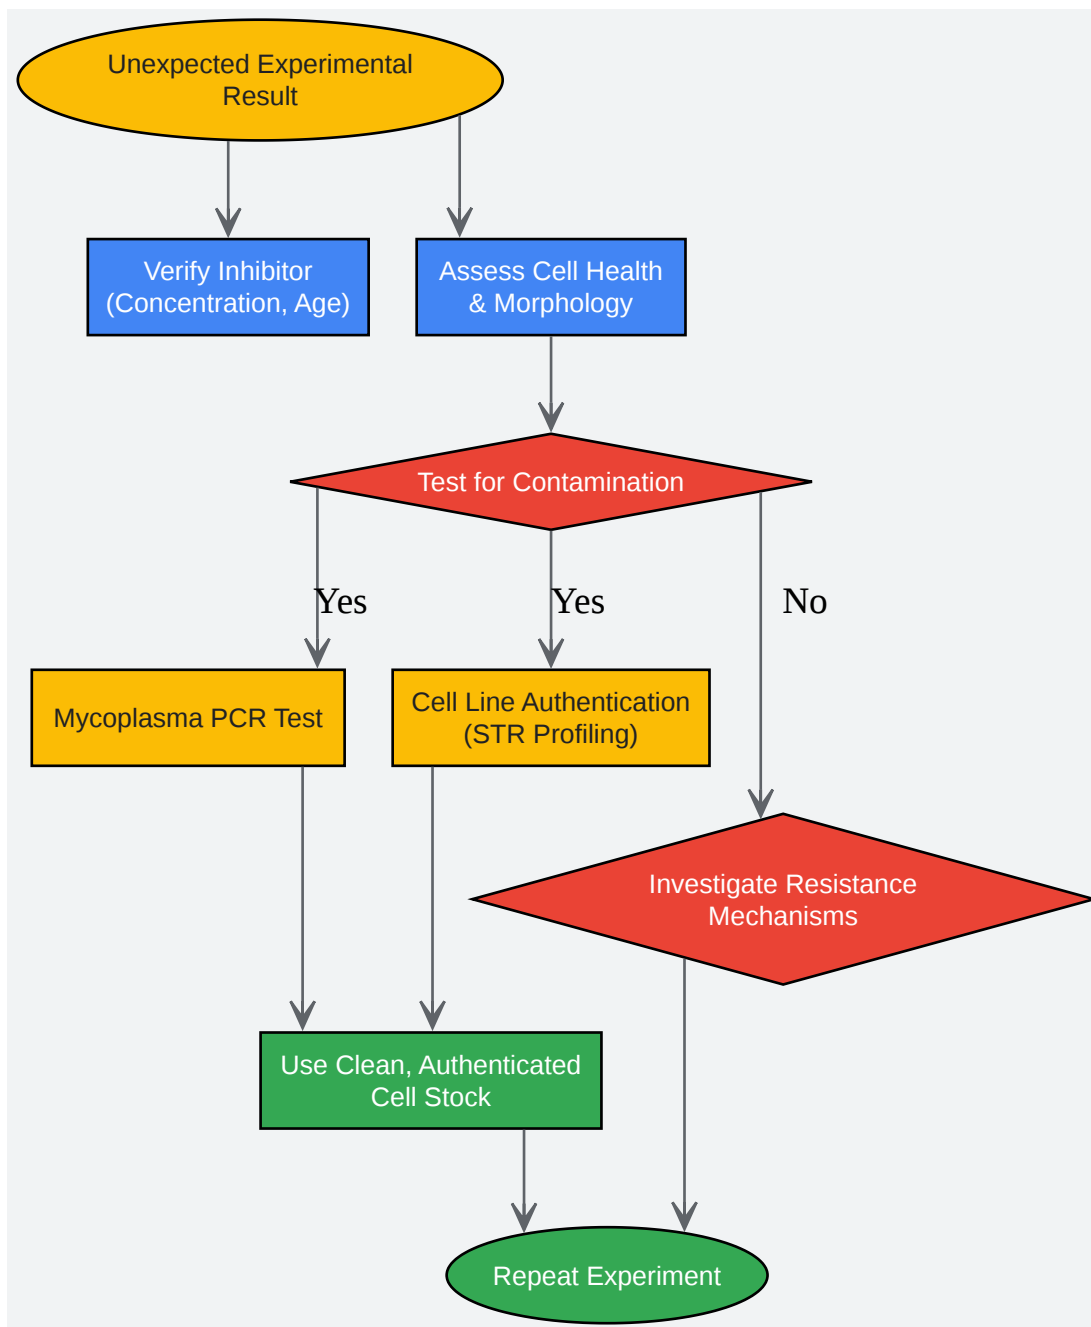 Unexpected Experimental
Result
Verify Inhibitor
(Concentration, Age)
Assess Cell Health
& Morphology
Test for Contamination
Yes
Yes
No
Mycoplasma PCR Test
Cell Line Authentication
(STR Profiling)
Investigate Resistance
Mechanisms
Use Clean, Authenticated
Cell Stock
Repeat Experiment